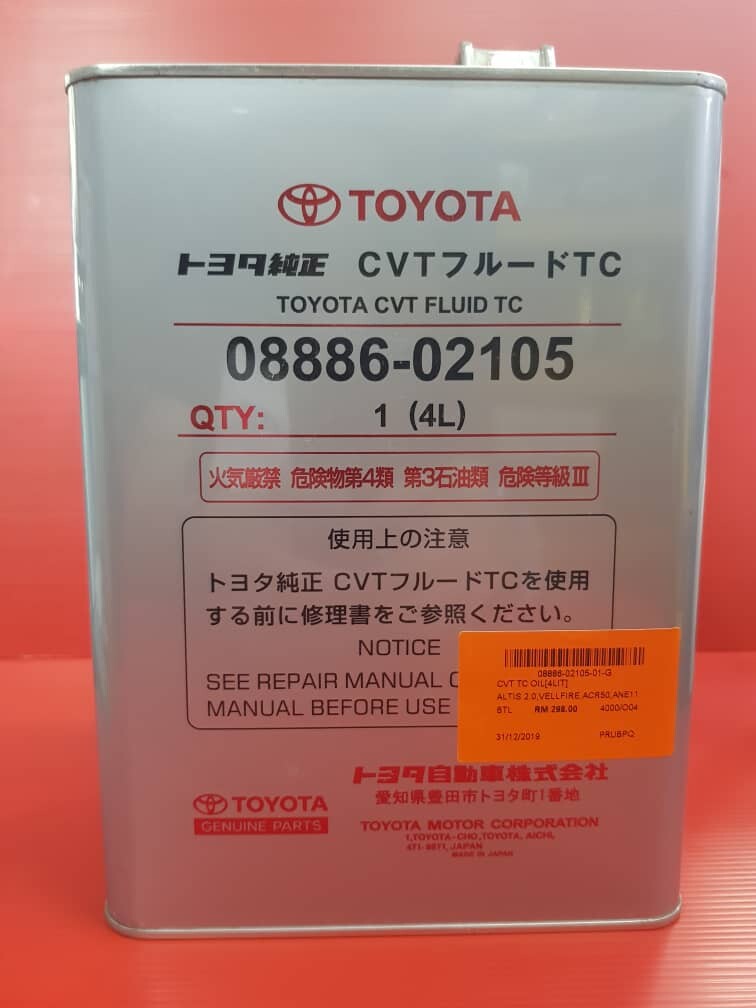 TOYOTA
トヨタ純正 CVTフルードTC
TOYOTA CVT FLUID TC
08886-02105
QTY: 1 (4L)
火気厳禁 危険物第4類 第3石油類 危険等級Ⅲ
使用上の注意
トヨタ純正 CVTフルードTCを使用
する前に修理書をご参照ください。
NOTICE
SEE REPAIR MANUAL
MANUAL BEFORE USE
08886-02105-01-G
CVT TC OIL[4LIT]
ALTIS 2.0,VELLFIRE,ACR50,ANE11
BTL RM 298.00 4000/O04
31/12/2019 PRUBPQ
トヨタ自動車株式会社
愛知県豊田市トヨタ町1番地
TOYOTA
GENUINE PARTS
TOYOTA MOTOR CORPORATION
1,TOYOTA-CHO,TOYOTA, AICHI,
471-8571, JAPAN
MADE IN JAPAN